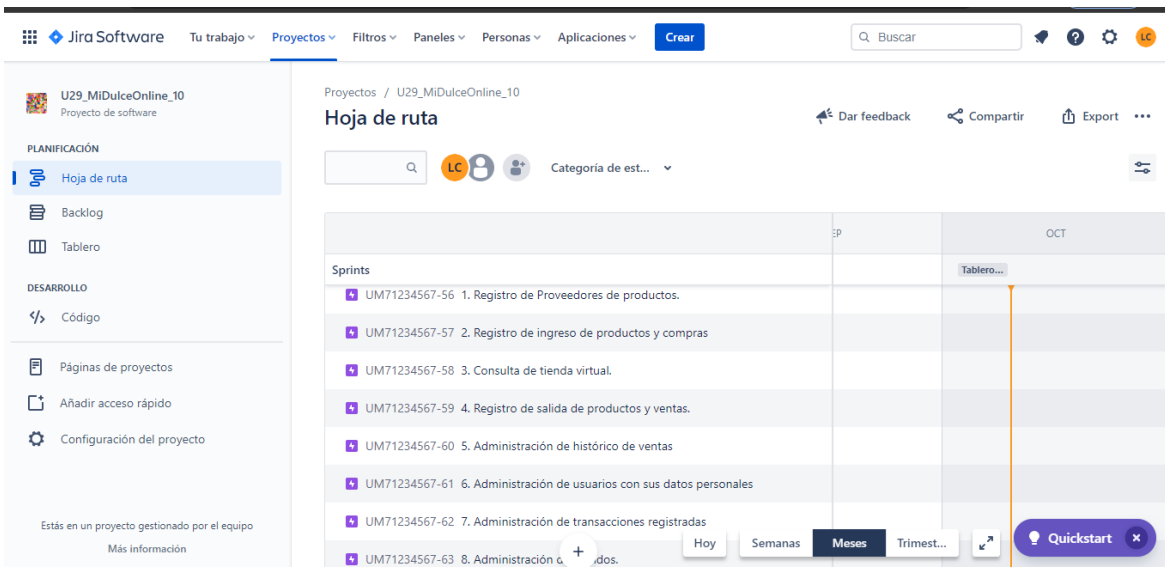 Jira Software Tu trabajo Proyectos Filtros Paneles Personas Aplicaciones Crear Buscar LC
U29_MiDulceOnline_10
Proyecto de software
PLANIFICACIÓN
Hoja de ruta
Backlog
Tablero
DESARROLLO
Código
Páginas de proyectos
Añadir acceso rápido
Configuración del proyecto
Estás en un proyecto gestionado por el equipo
Más información
Proyectos / U29_MiDulceOnline_10
Hoja de ruta
Dar feedback Compartir Export
LC Categoría de est...
EP OCT
Sprints Tablero...
UM71234567-56 1. Registro de Proveedores de productos.
UM71234567-57 2. Registro de ingreso de productos y compras
UM71234567-58 3. Consulta de tienda virtual.
UM71234567-59 4. Registro de salida de productos y ventas.
UM71234567-60 5. Administración de histórico de ventas
UM71234567-61 6. Administración de usuarios con sus datos personales
UM71234567-62 7. Administración de transacciones registradas
UM71234567-63 8. Administración
Hoy Semanas Meses Trimest...
Quickstart